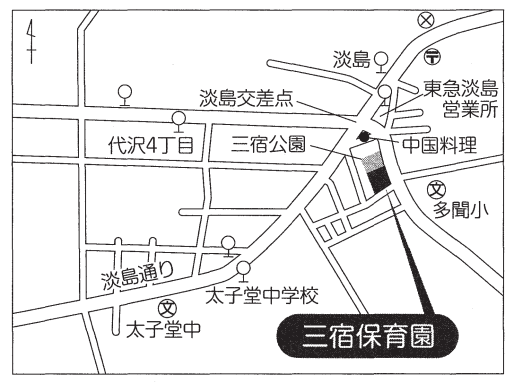 淡島
東急淡島
営業所
淡島交差点
代沢4丁目
三宿公園
中国料理
文
多聞小
淡島通り
太子堂中学校
文
太子堂中
三宿保育園